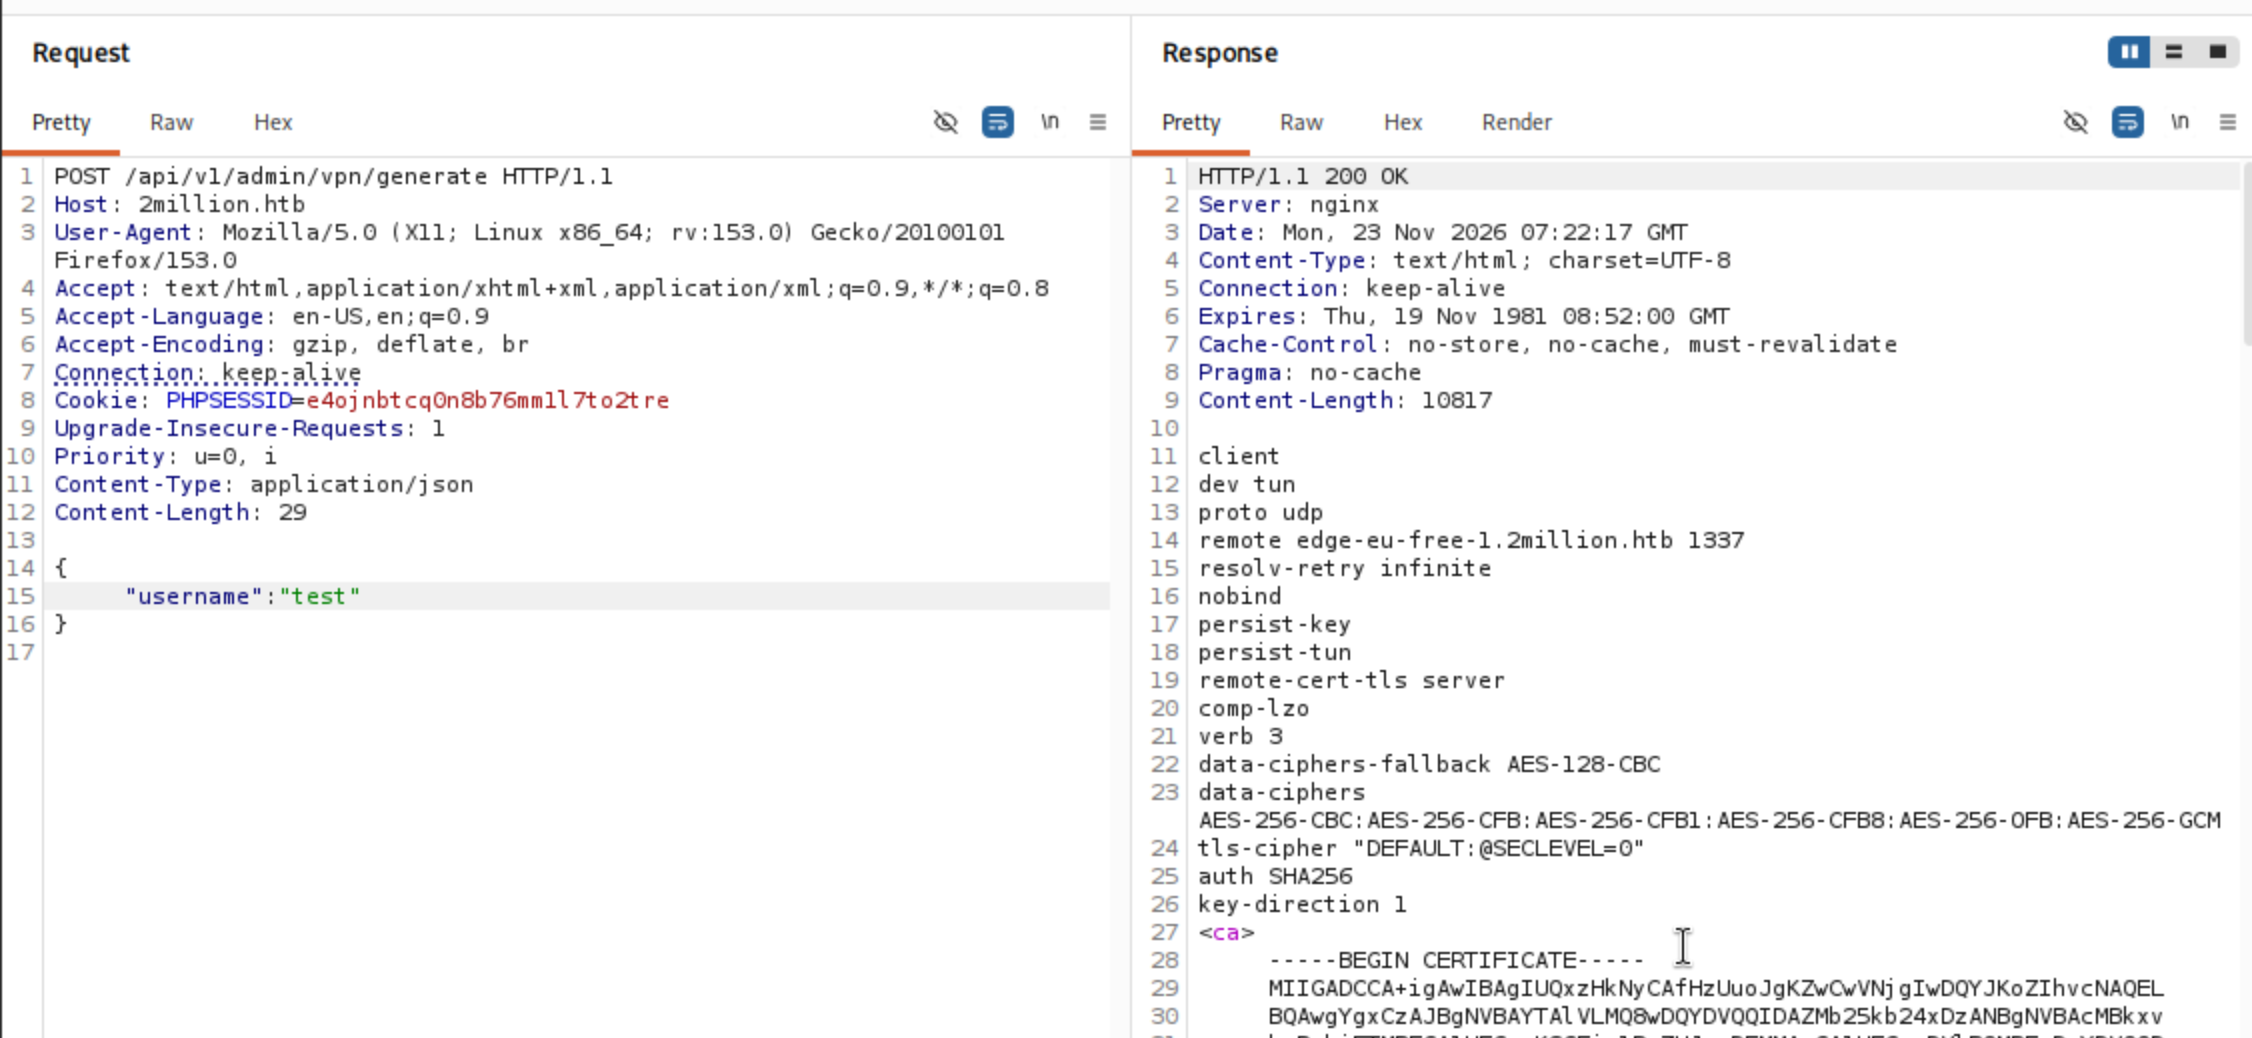 Request
Pretty Raw Hex \n
1 POST /api/v1/admin/vpn/generate HTTP/1.1
2 Host: 2million.htb
3 User-Agent: Mozilla/5.0 (X11; Linux x86_64; rv:153.0) Gecko/20100101
Firefox/153.0
4 Accept: text/html,application/xhtml+xml,application/xml;q=0.9,*/*;q=0.8
5 Accept-Language: en-US,en;q=0.9
6 Accept-Encoding: gzip, deflate, br
7 Connection: keep-alive
8 Cookie: PHPSESSID=e4ojnbtcq0n8b76mm1l7to2tre
9 Upgrade-Insecure-Requests: 1
10 Priority: u=0, i
11 Content-Type: application/json
12 Content-Length: 29
13
14 {
15 "username":"test"
16 }
17
Response
Pretty Raw Hex Render \n
1 HTTP/1.1 200 OK
2 Server: nginx
3 Date: Mon, 23 Nov 2026 07:22:17 GMT
4 Content-Type: text/html; charset=UTF-8
5 Connection: keep-alive
6 Expires: Thu, 19 Nov 1981 08:52:00 GMT
7 Cache-Control: no-store, no-cache, must-revalidate
8 Pragma: no-cache
9 Content-Length: 10817
10
11 client
12 dev tun
13 proto udp
14 remote edge-eu-free-1.2million.htb 1337
15 resolv-retry infinite
16 nobind
17 persist-key
18 persist-tun
19 remote-cert-tls server
20 comp-lzo
21 verb 3
22 data-ciphers-fallback AES-128-CBC
23 data-ciphers
AES-256-CBC:AES-256-CFB:AES-256-CFB1:AES-256-CFB8:AES-256-OFB:AES-256-GCM
24 tls-cipher "DEFAULT:@SECLEVEL=0"
25 auth SHA256
26 key-direction 1
27 <ca>
28 -----BEGIN CERTIFICATE-----
29 MIIGADCCA+igAwIBAgIUQxzHkNyCAfHzUuoJgKZwCwVNjgIwDQYJKoZIhvcNAQEL
30 BQAwgYgxCzAJBgNVBAYTAlVLMQ8wDQYDVQQIDAZMb25kb24xDzANBgNVBAcMBkxv